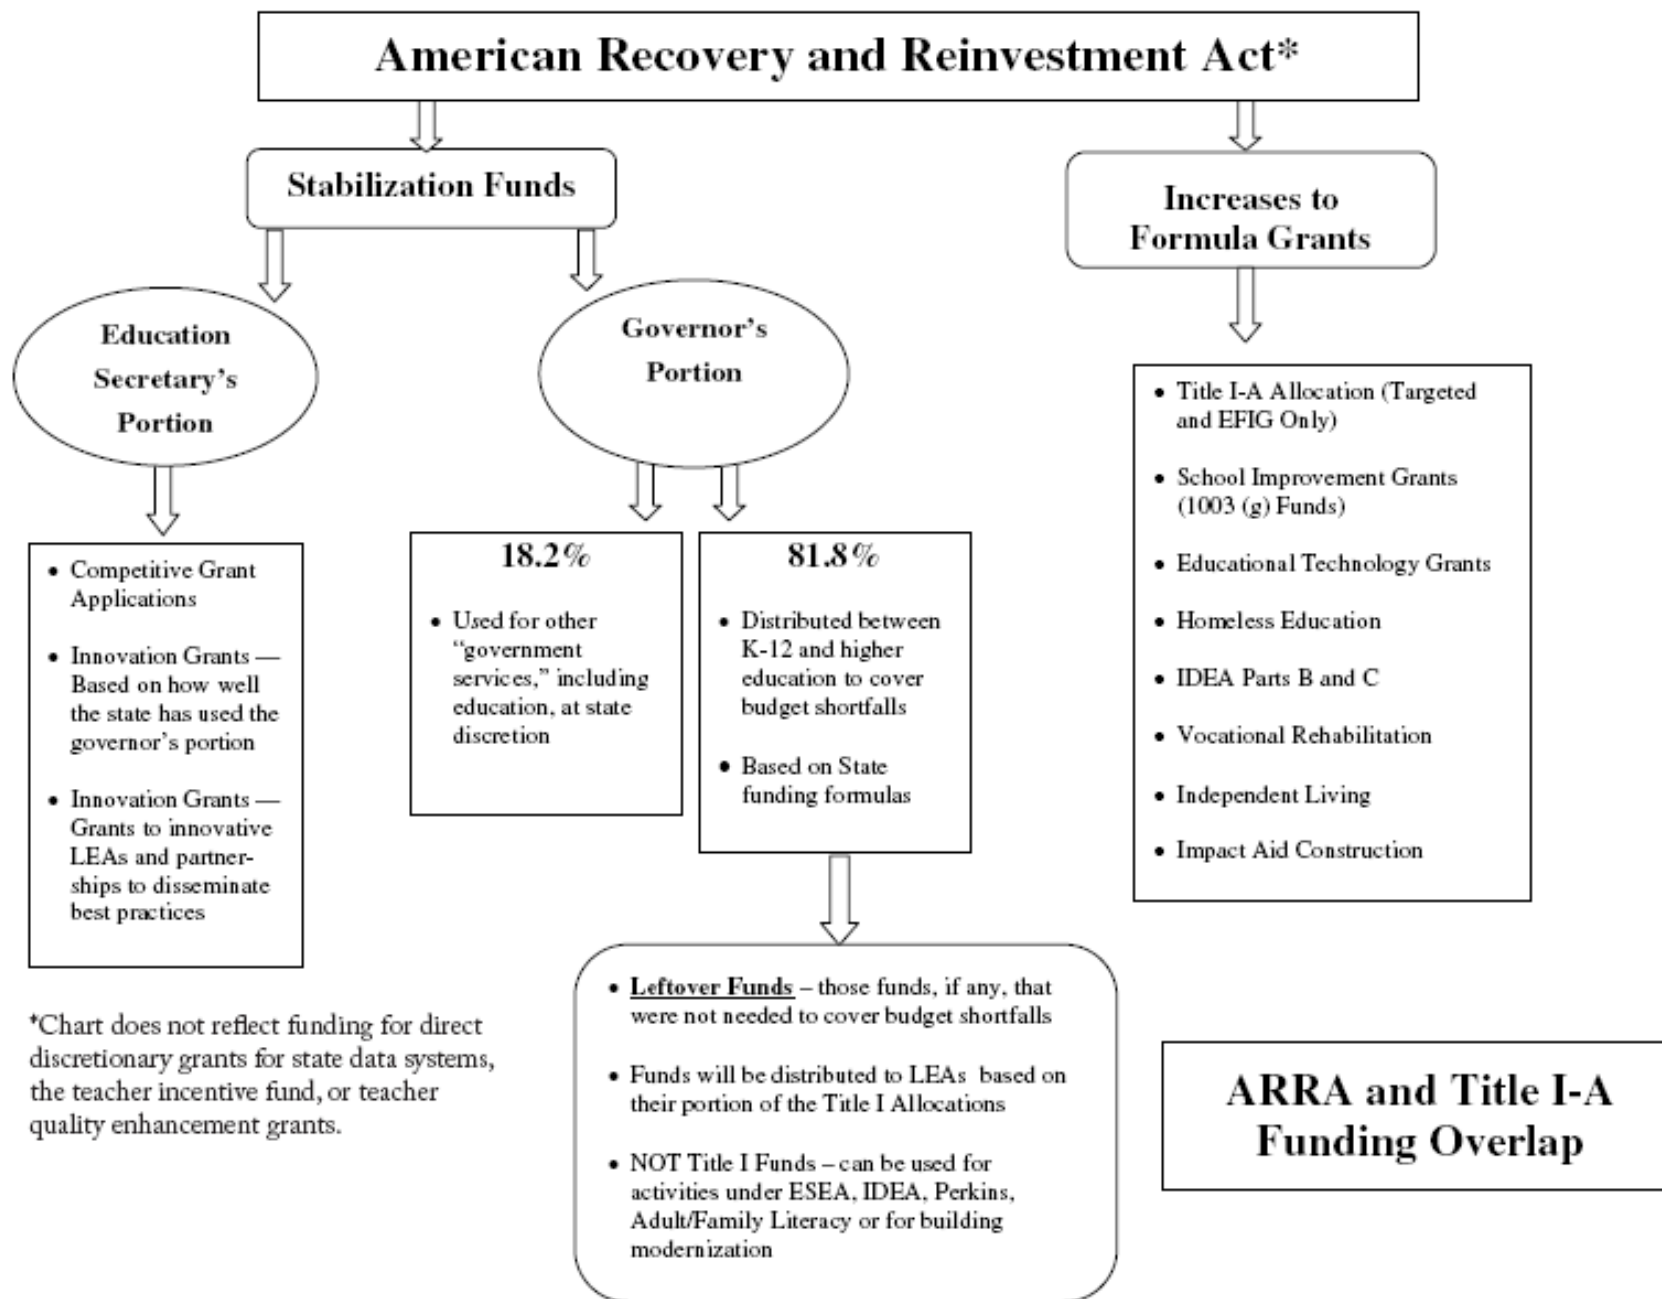 American Recovery and Reinvestment Act*
Stabilization Funds
Increases to
Formula Grants
Education
Secretary's
Portion
Governor's
Portion
• Competitive Grant
Applications
• Innovation Grants —
Based on how well
the state has used the
governor's portion
• Innovation Grants —
Grants to innovative
LEAs and partner-
ships to disseminate
best practices
18.2%
• Used for other
“government
services,” including
education, at state
discretion
81.8%
• Distributed between
K-12 and higher
education to cover
budget shortfalls
• Based on State
funding formulas
• Title I-A Allocation (Targeted
and EFIG Only)
• School Improvement Grants
(1003 (g) Funds)
• Educational Technology Grants
• Homeless Education
• IDEA Parts B and C
• Vocational Rehabilitation
• Independent Living
• Impact Aid Construction
• Leftover Funds – those funds, if any, that
were not needed to cover budget shortfalls
• Funds will be distributed to LEAs based on
their portion of the Title I Allocations
• NOT Title I Funds – can be used for
activities under ESEA, IDEA, Perkins,
Adult/Family Literacy or for building
modernization
*Chart does not reflect funding for direct
discretionary grants for state data systems,
the teacher incentive fund, or teacher
quality enhancement grants.
ARRA and Title I-A
Funding Overlap